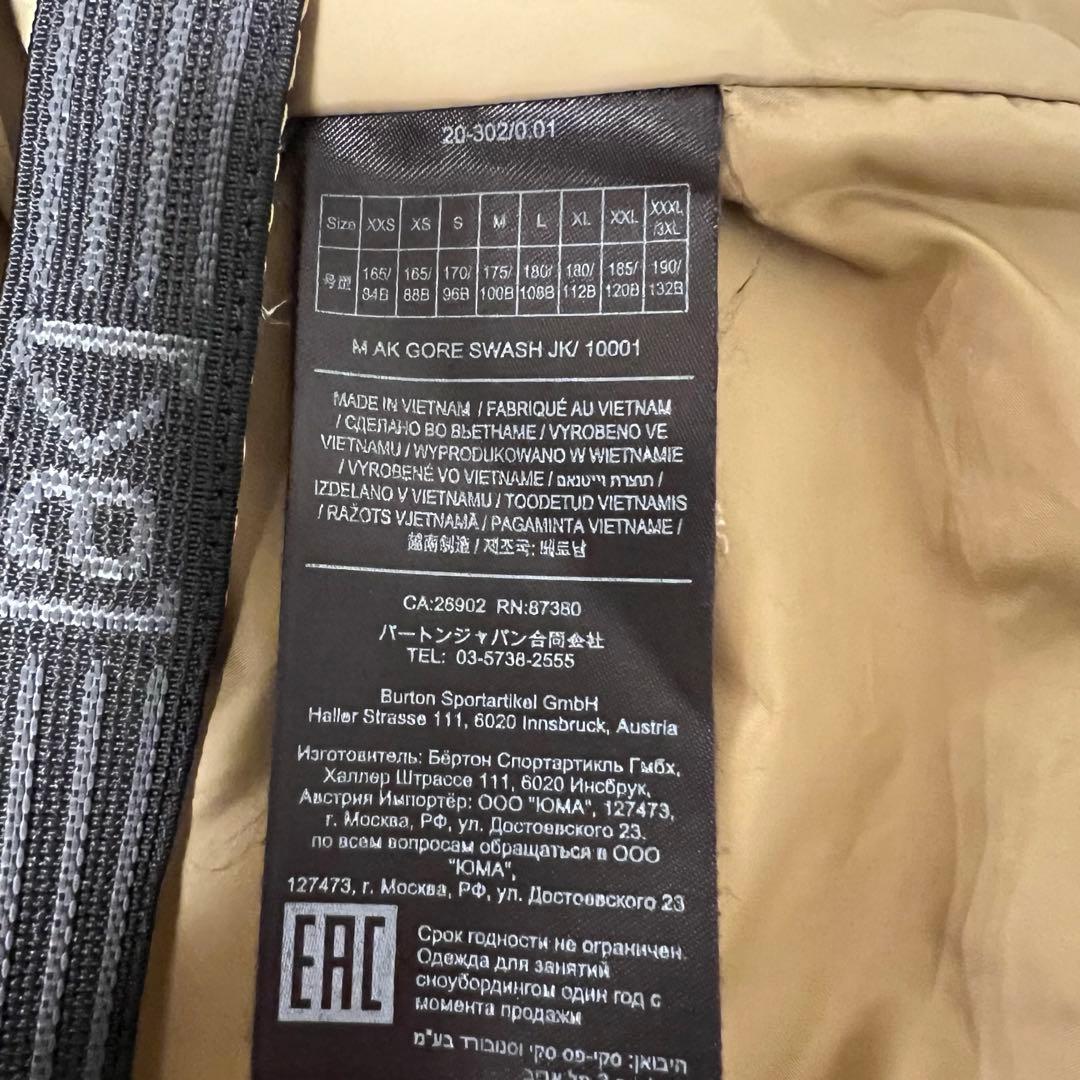 20-302/0.01
Size XXS XS S M L XL XXL XXXL /3XL
号型 165/84B 165/88B 170/96B 175/100B 180/108B 180/112B 185/120B 190/132B
M AK GORE SWASH JK/ 10001
MADE IN VIETNAM / FABRIQUÉ AU VIETNAM
/ СДЕЛАНО ВО ВЬЕТНАМЕ / VYROBENO VE
VIETNAMU / WYPRODUKOWANO W WIETNAMIE
/ VYROBENÉ VO VIETNAME / תוצרת וייטנאם /
IZDELANO V VIETNAMU / TOODETUD VIETNAMIS
/ RAŽOTS VJETNAMĀ / PAGAMINTA VIETNAME /
越南制造 / 제조국: 베트남
CA:26902 RN:87380
バートンジャパン合同会社
TEL: 03-5738-2555
Burton Sportartikel GmbH
Haller Strasse 111, 6020 Innsbruck, Austria
Изготовитель: Бёртон Спортартикль Гмбх,
Халлер Штрассе 111, 6020 Инсбрук,
Австрия Импортёр: ООО "ЮМА", 127473,
г. Москва, РФ, ул. Достоевского 23.
по всем вопросам обращаться в ООО
"ЮМА",
127473, г. Москва, РФ, ул. Достоевского 23
EAC
Срок годности не ограничен.
Одежда для занятий
сноубордингом один год с
момента продажи
היבואן: סקי-פס סקי וסנובורד בע"מ